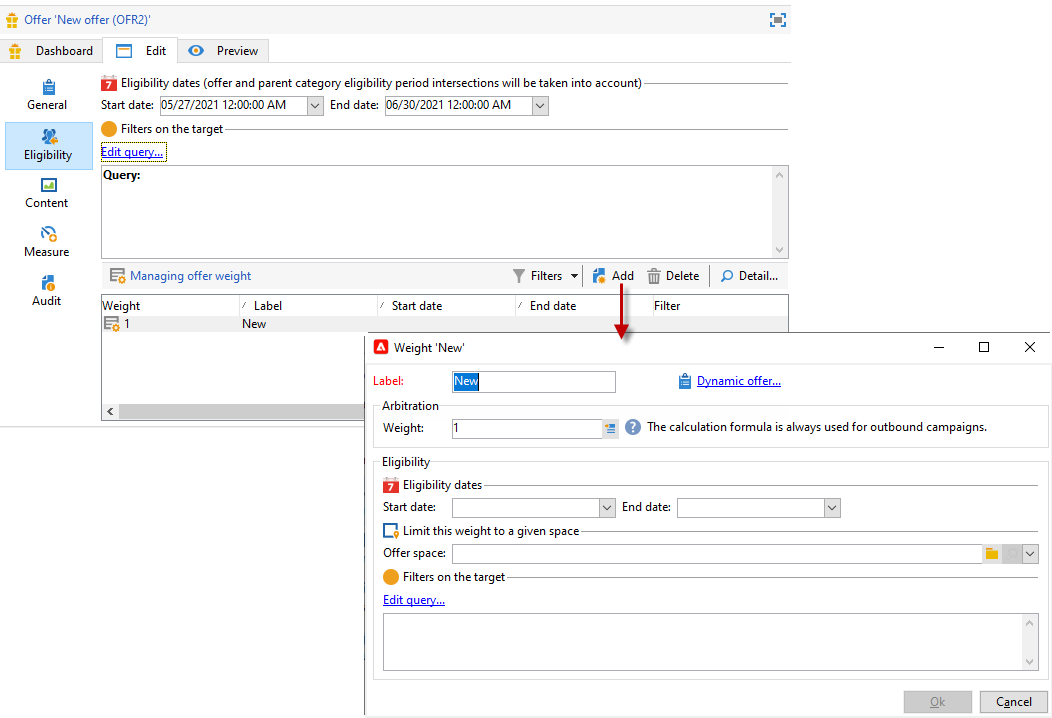 Offer 'New offer (OFR2)'
Dashboard Edit Preview
General
Eligibility
Content
Measure
Audit
7 Eligibility dates (offer and parent category eligibility period intersections will be taken into account)
Start date: 05/27/2021 12:00:00 AM End date: 06/30/2021 12:00:00 AM
Filters on the target
Edit query...
Query:
Managing offer weight Filters Add Delete Detail...
Weight Label Start date End date Filter
1 New
Weight 'New'
Label: New Dynamic offer...
Arbitration
Weight: 1 ? The calculation formula is always used for outbound campaigns.
Eligibility
7 Eligibility dates
Start date: End date:
Limit this weight to a given space
Offer space:
Filters on the target
Edit query...
Ok Cancel